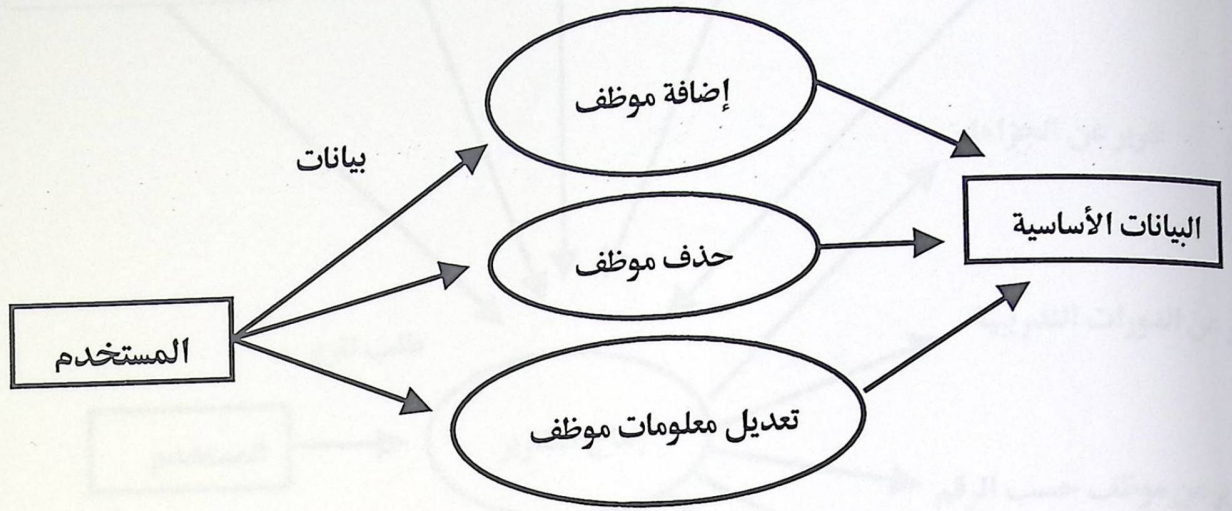 إضافة موظف
بيانات
البيانات الأساسية
حذف موظف
المستخدم
تعديل معلومات موظف